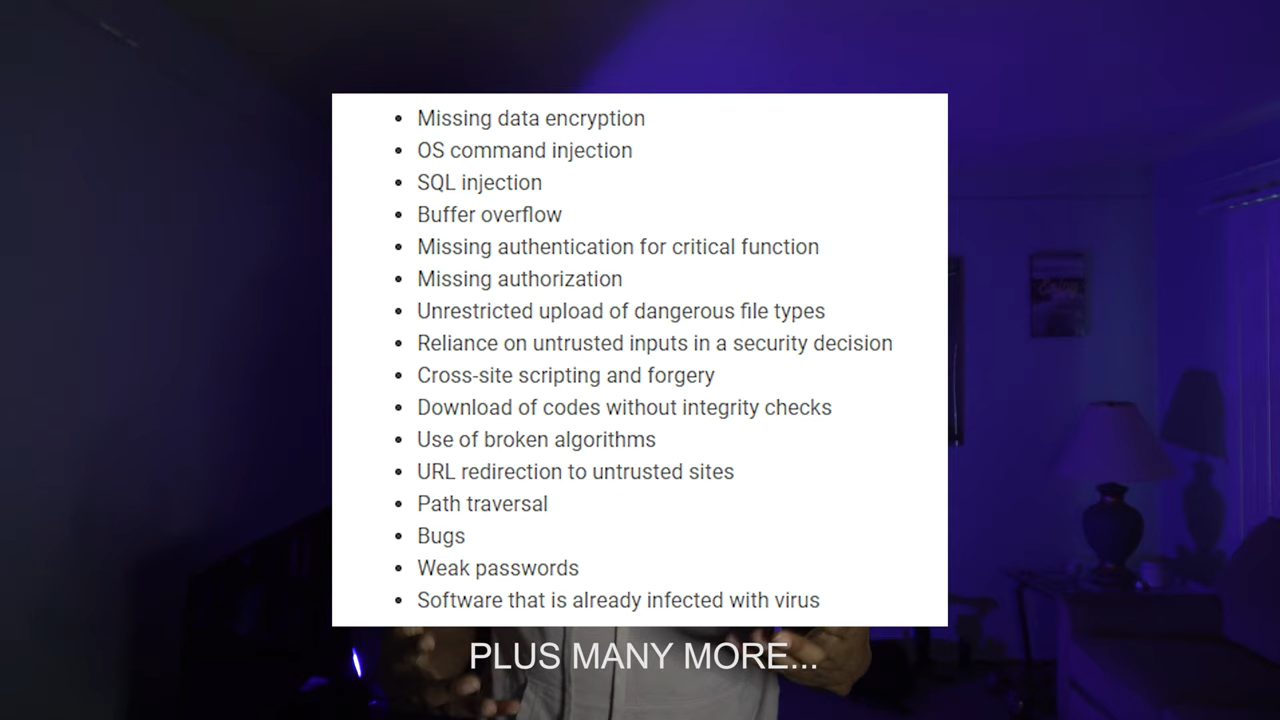 Missing data encryption
OS command injection
SQL injection
Buffer overflow
Missing authentication for critical function
Missing authorization
Unrestricted upload of dangerous file types
Reliance on untrusted inputs in a security decision
Cross-site scripting and forgery
Download of codes without integrity checks
Use of broken algorithms
URL redirection to untrusted sites
Path traversal
Bugs
Weak passwords
Software that is already infected with virus
PLUS MANY MORE...